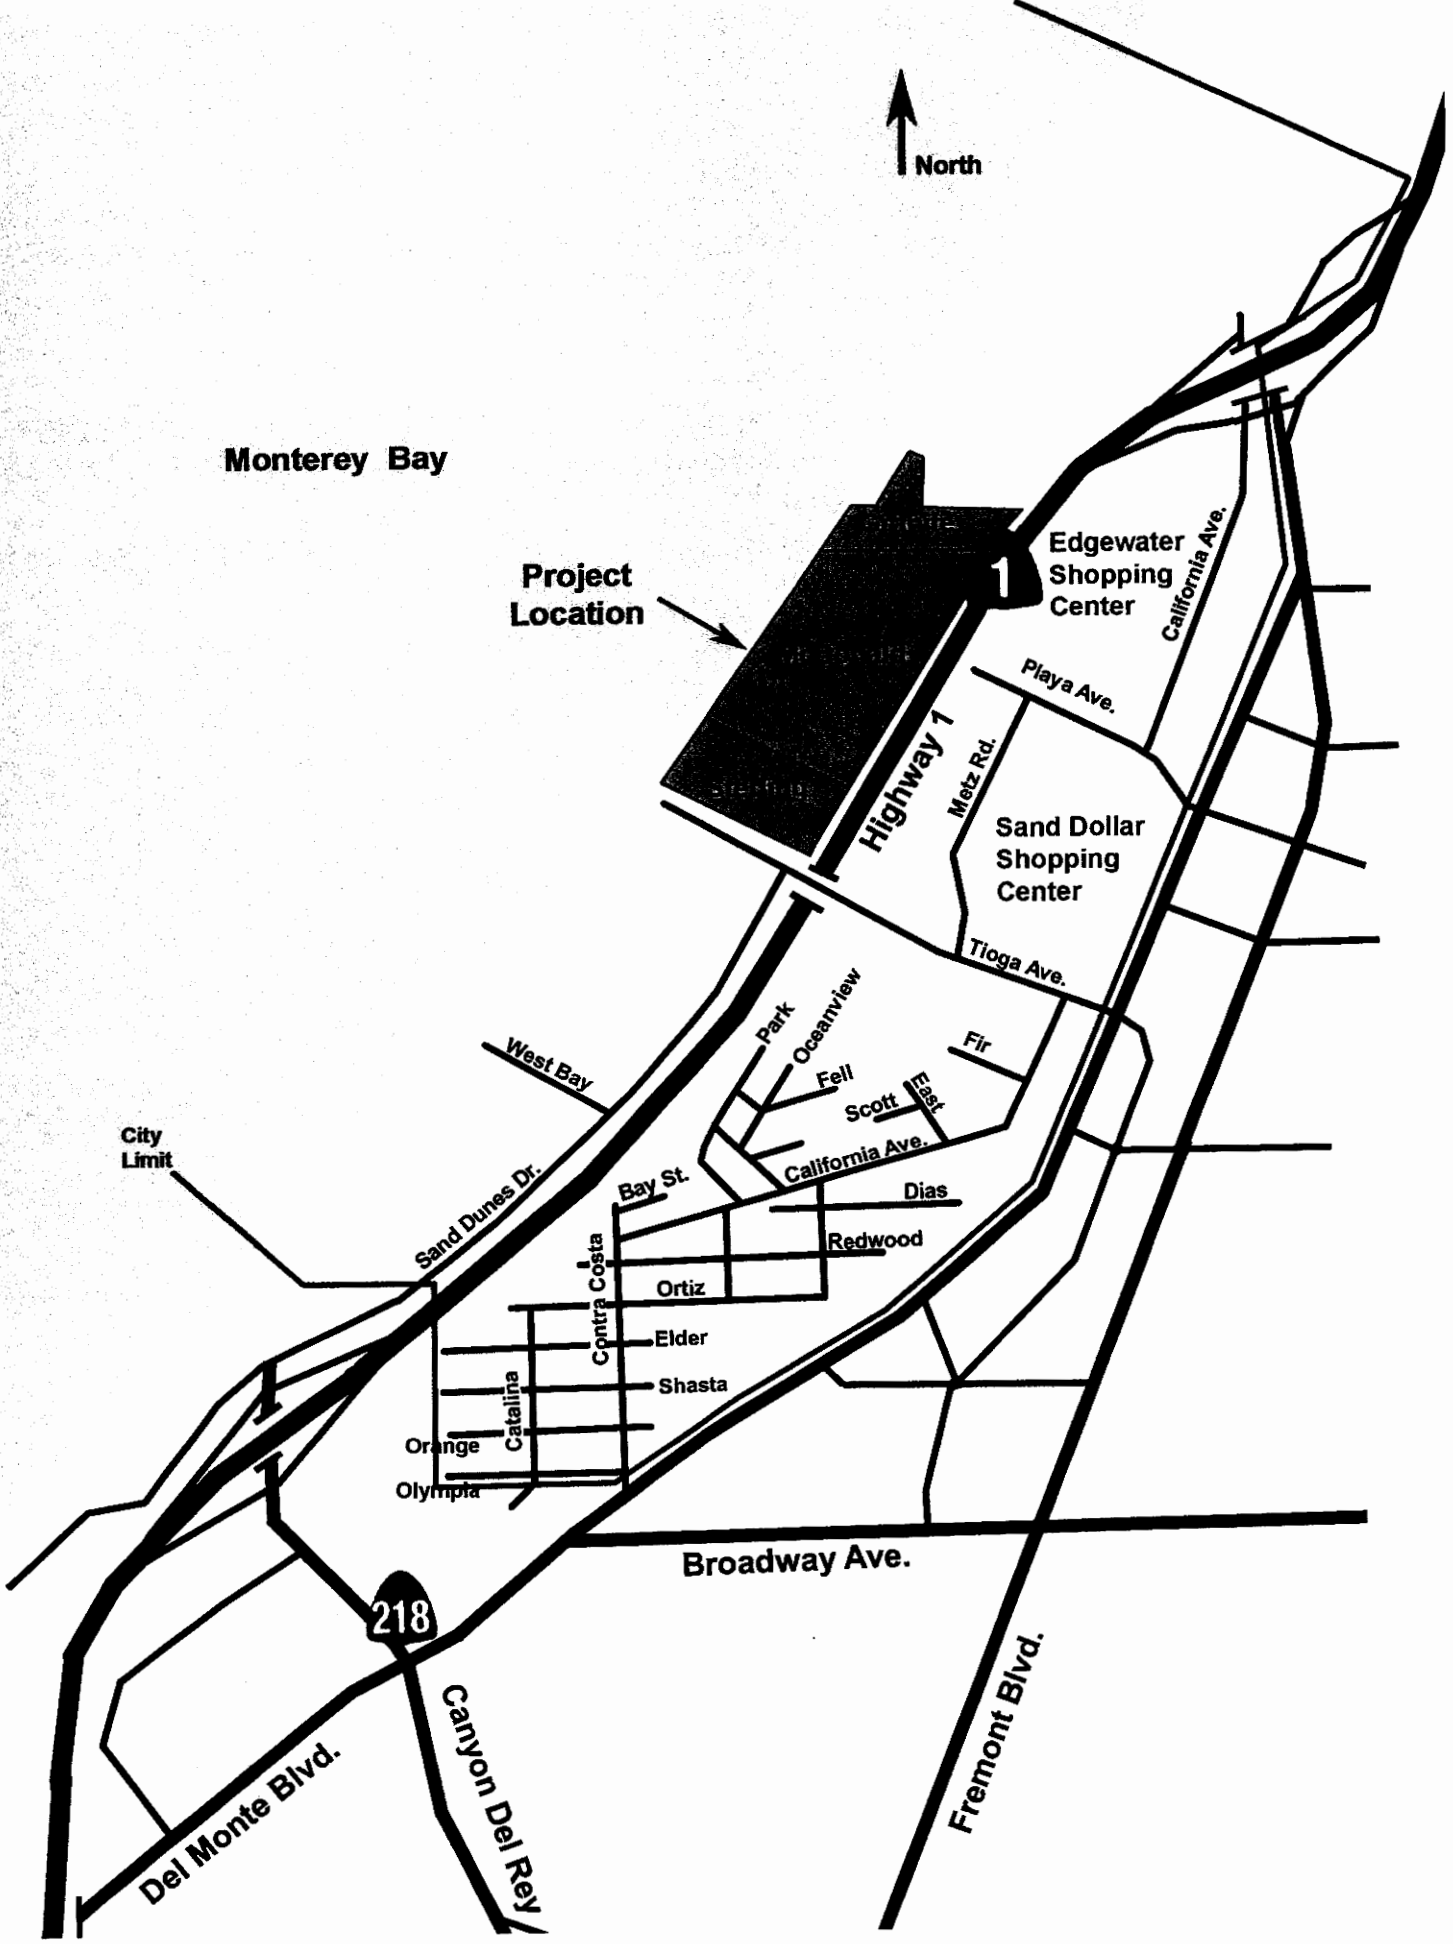 North
Monterey Bay
Project
Location
1
Edgewater
Shopping
Center
California Ave.
Playa Ave.
Highway 1
Metz Rd.
Sand Dollar
Shopping
Center
Tioga Ave.
Park
Oceanview
Fir
Fell
East
Scott
West Bay
City
Limit
California Ave.
Sand Dunes Dr.
Bay St.
Dias
Redwood
Contra Costa
Ortiz
Elder
Shasta
Catalina
Orange
Olympia
Broadway Ave.
218
Fremont Blvd.
Canyon Del Rey
Del Monte Blvd.